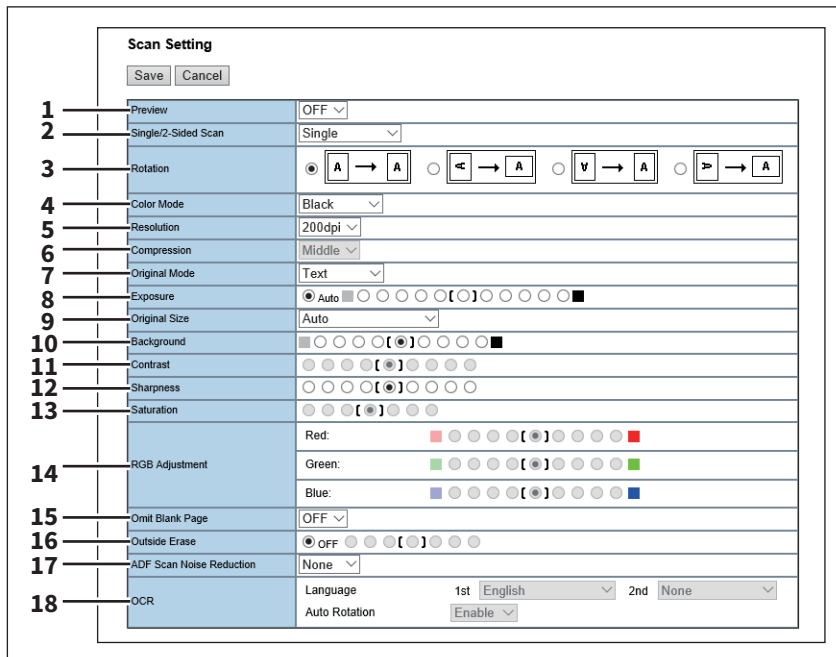 Scan Setting
Save Cancel
1 Preview OFF
2 Single/2-Sided Scan Single
3 Rotation A → A A → A A → A A → A
4 Color Mode Black
5 Resolution 200dpi
6 Compression Middle
7 Original Mode Text
8 Exposure Auto [ ]
9 Original Size Auto
10 Background [ ]
11 Contrast [ ]
12 Sharpness [ ]
13 Saturation [ ]
Red: [ ]
14 RGB Adjustment Green: [ ]
Blue: [ ]
15 Omit Blank Page OFF
16 Outside Erase OFF [ ]
17 ADF Scan Noise Reduction None
18 OCR Language 1st English 2nd None
Auto Rotation Enable